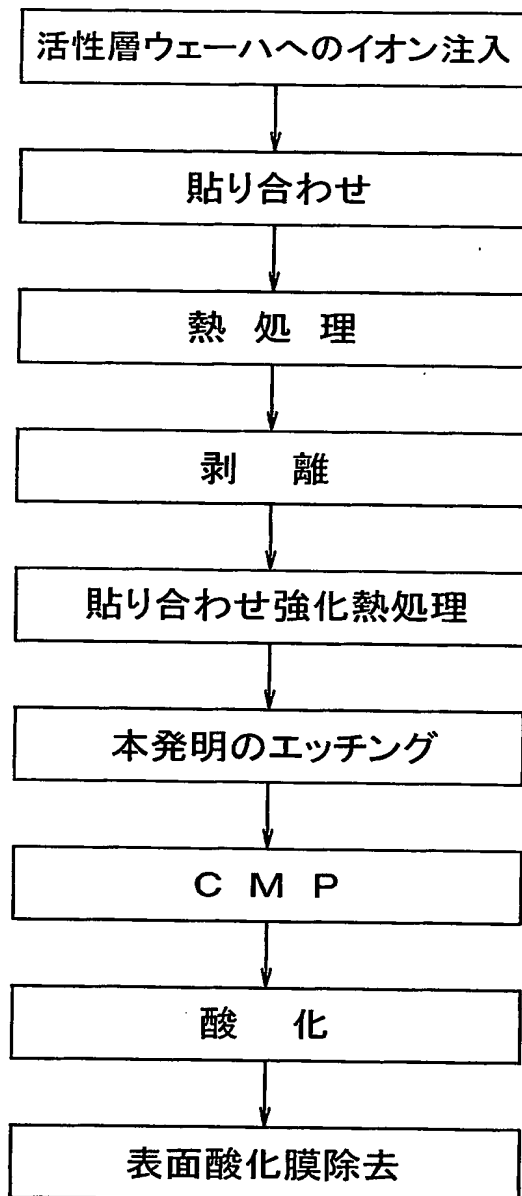 活性層ウェーハへのイオン注入
貼り合わせ
熱処理
剥離
貼り合わせ強化熱処理
本発明のエッチング
CMP
酸化
表面酸化膜除去